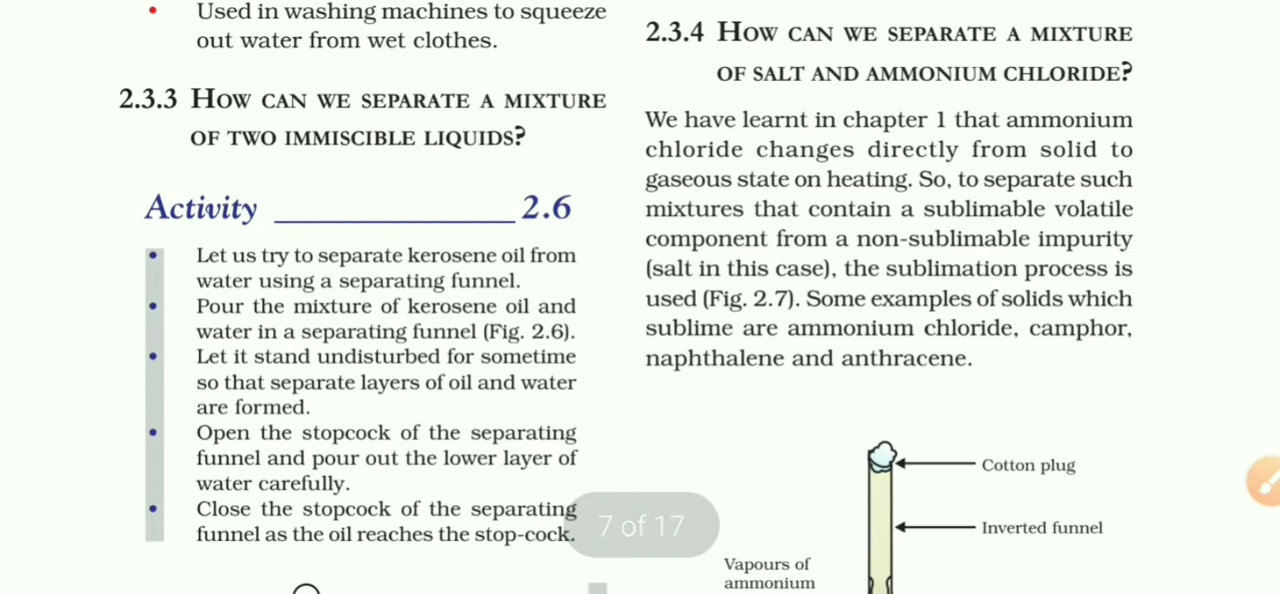 Used in washing machines to squeeze
out water from wet clothes.
2.3.3 HOW CAN WE SEPARATE A MIXTURE
OF TWO IMMISCIBLE LIQUIDS?
Activity 2.6
Let us try to separate kerosene oil from
water using a separating funnel.
Pour the mixture of kerosene oil and
water in a separating funnel (Fig. 2.6).
Let it stand undisturbed for sometime
so that separate layers of oil and water
are formed.
Open the stopcock of the separating
funnel and pour out the lower layer of
water carefully.
Close the stopcock of the separating
funnel as the oil reaches the stop-cock.
7 of 17
2.3.4 HOW CAN WE SEPARATE A MIXTURE
OF SALT AND AMMONIUM CHLORIDE?
We have learnt in chapter 1 that ammonium
chloride changes directly from solid to
gaseous state on heating. So, to separate such
mixtures that contain a sublimable volatile
component from a non-sublimable impurity
(salt in this case), the sublimation process is
used (Fig. 2.7). Some examples of solids which
sublime are ammonium chloride, camphor,
naphthalene and anthracene.
Cotton plug
Inverted funnel
Vapours of
ammonium